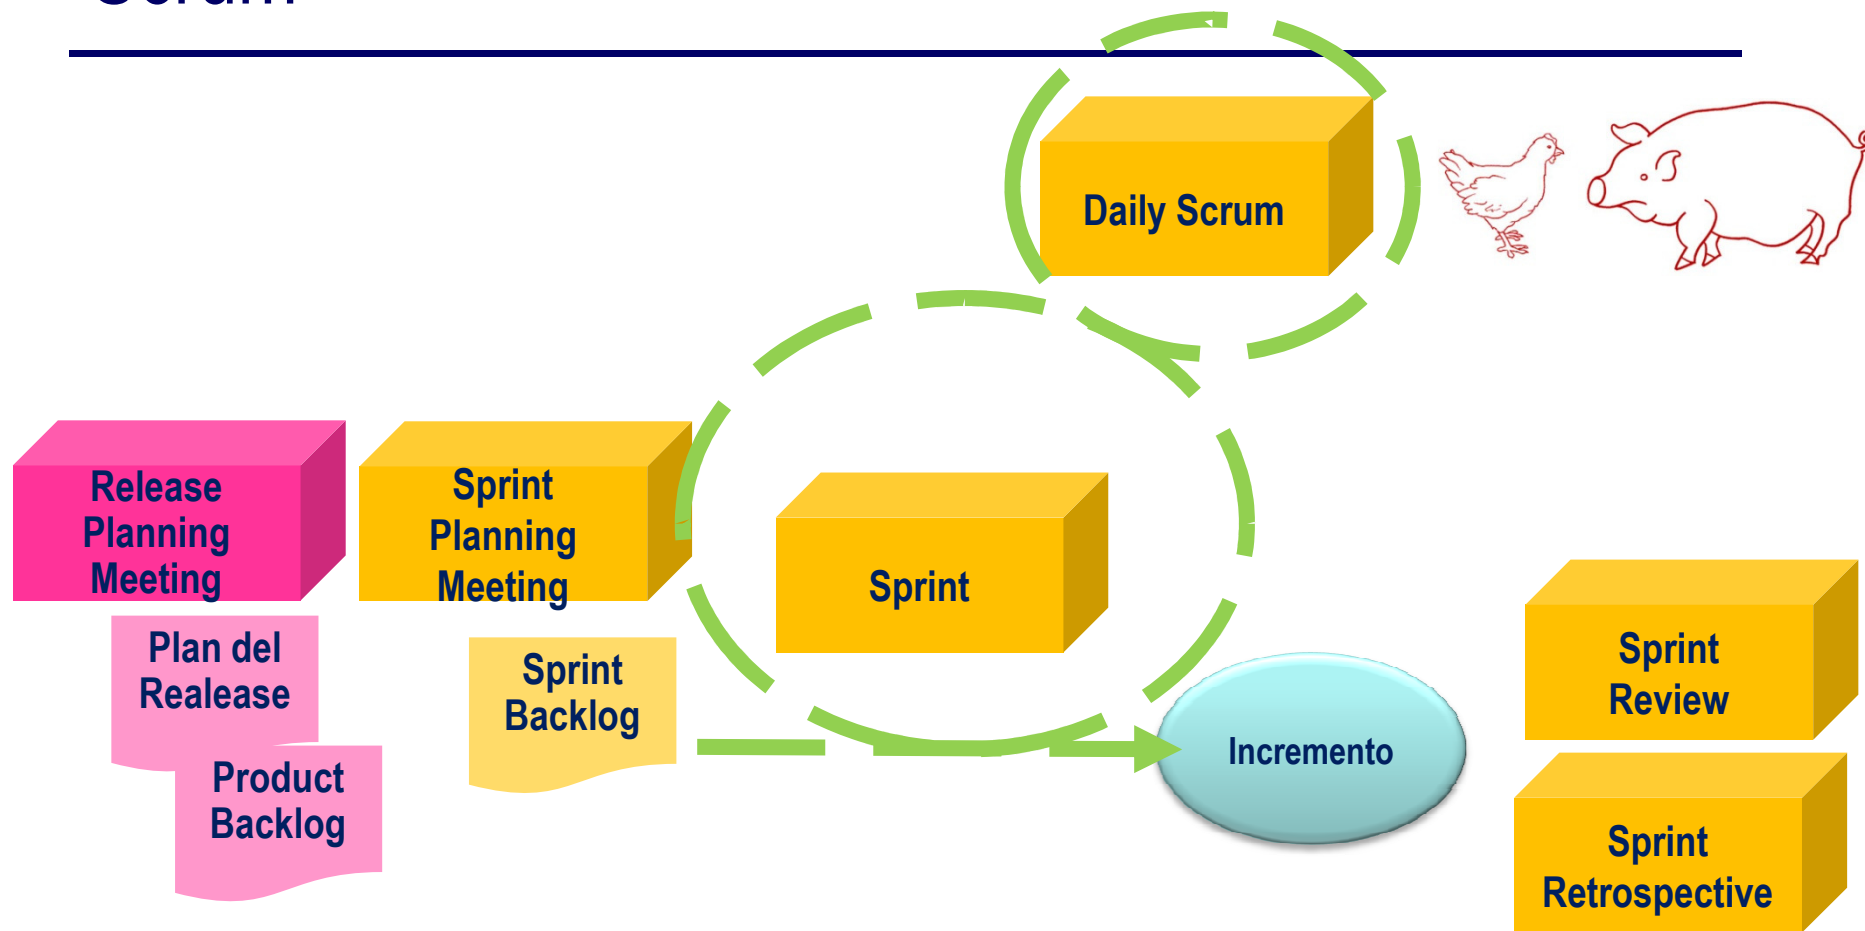 Scrum
Daily Scrum
Release
Planning
Meeting
Sprint
Planning
Meeting
Sprint
Plan del
Realease
Product
Backlog
Sprint
Backlog
Incremento
Sprint
Review
Sprint
Retrospective